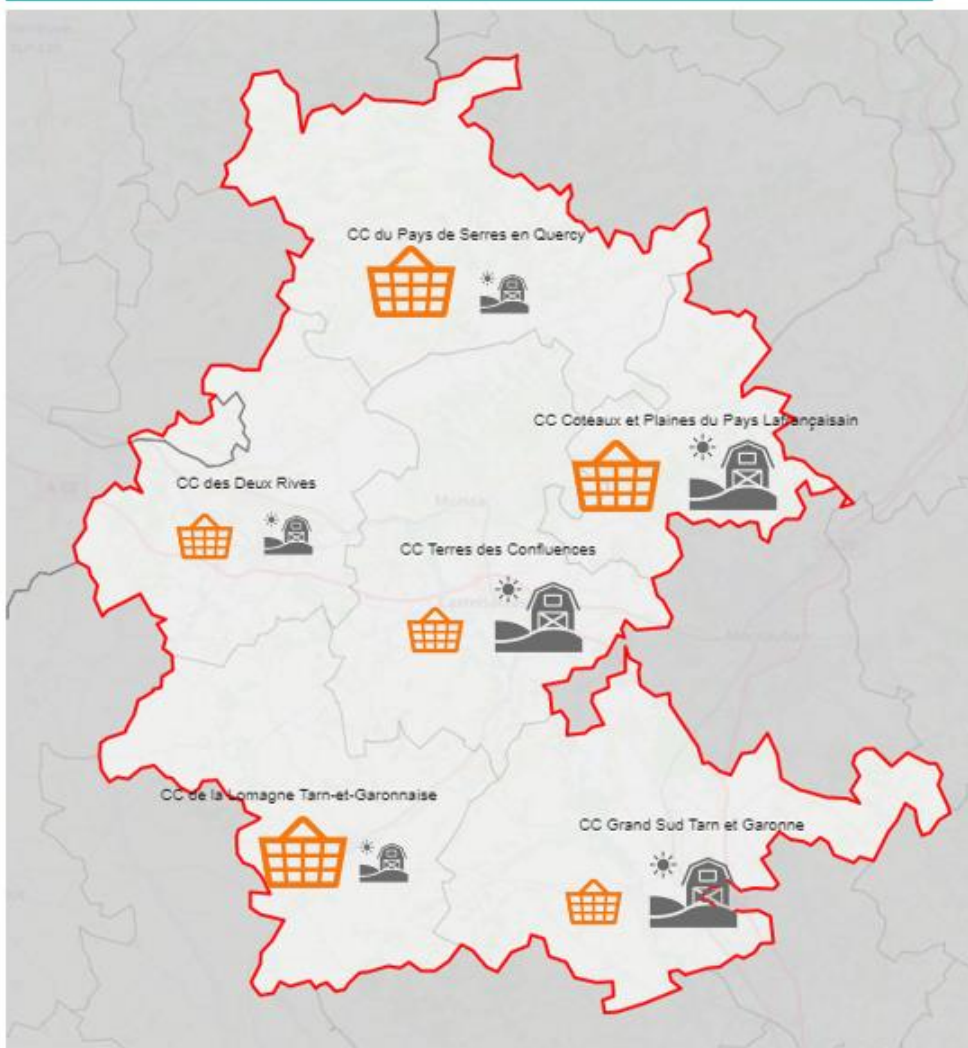 CC du Pays de Serres en Quercy
CC Coteaux et Plaines du Pays Lafrançaisain
CC des Deux Rives
CC Terres des Confluences
CC de la Lomagne Tarn-et-Garonnaise
CC Grand Sud Tarn et Garonne